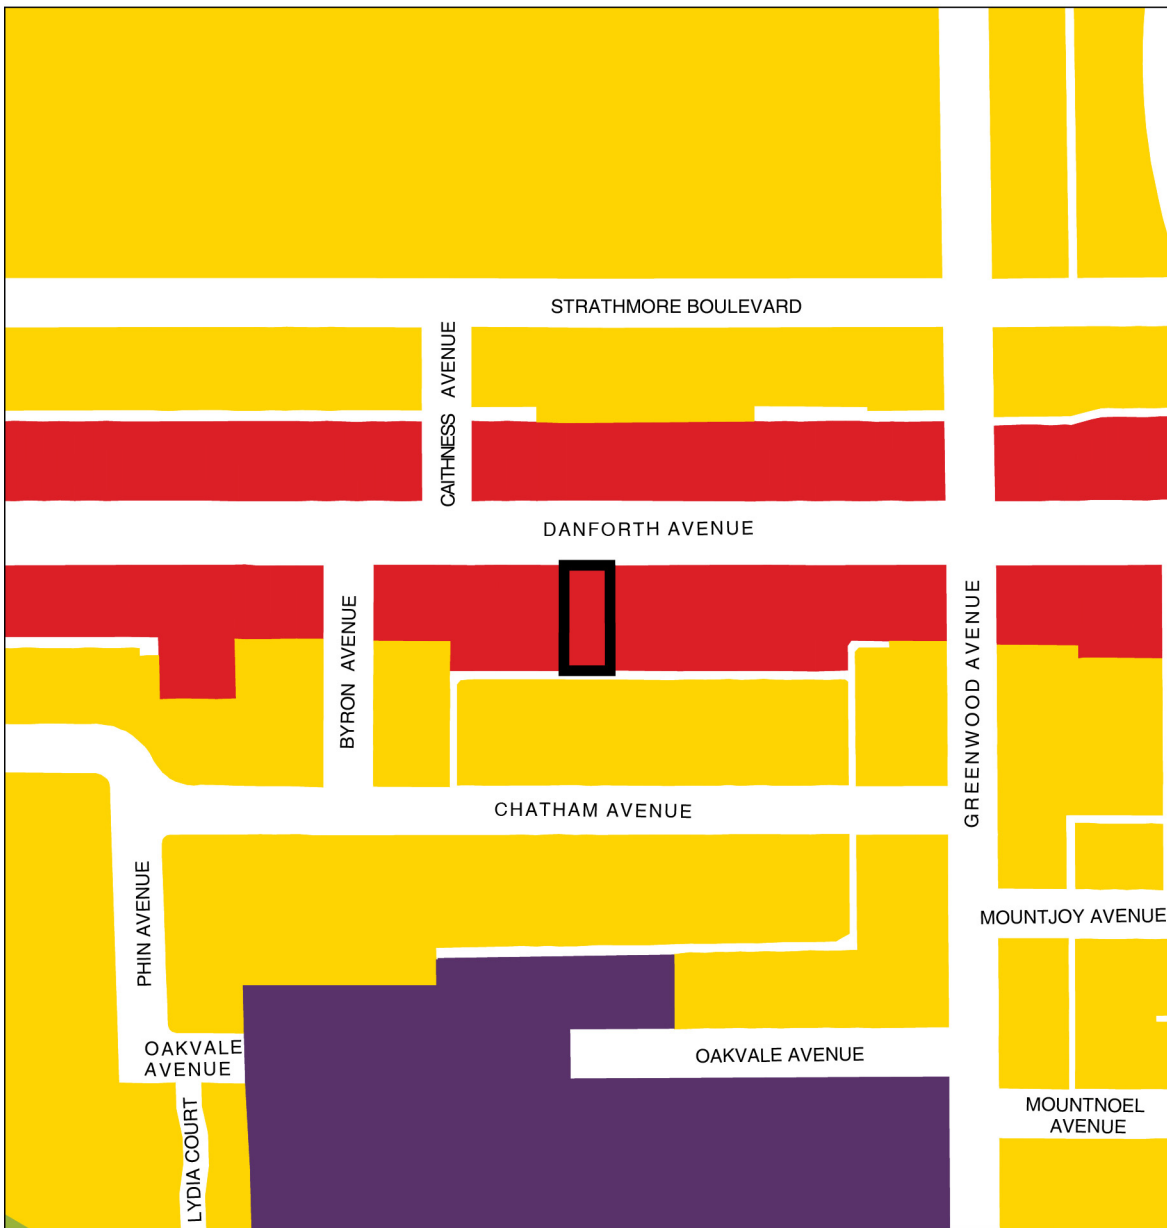 STRATHMORE BOULEVARD
CAITHNESS AVENUE
DANFORTH AVENUE
BYRON AVENUE
GREENWOOD AVENUE
CHATHAM AVENUE
PHIN AVENUE
MOUNTJOY AVENUE
OAKVALE
AVENUE
OAKVALE AVENUE
LYDIA COURT
MOUNTNOEL
AVENUE